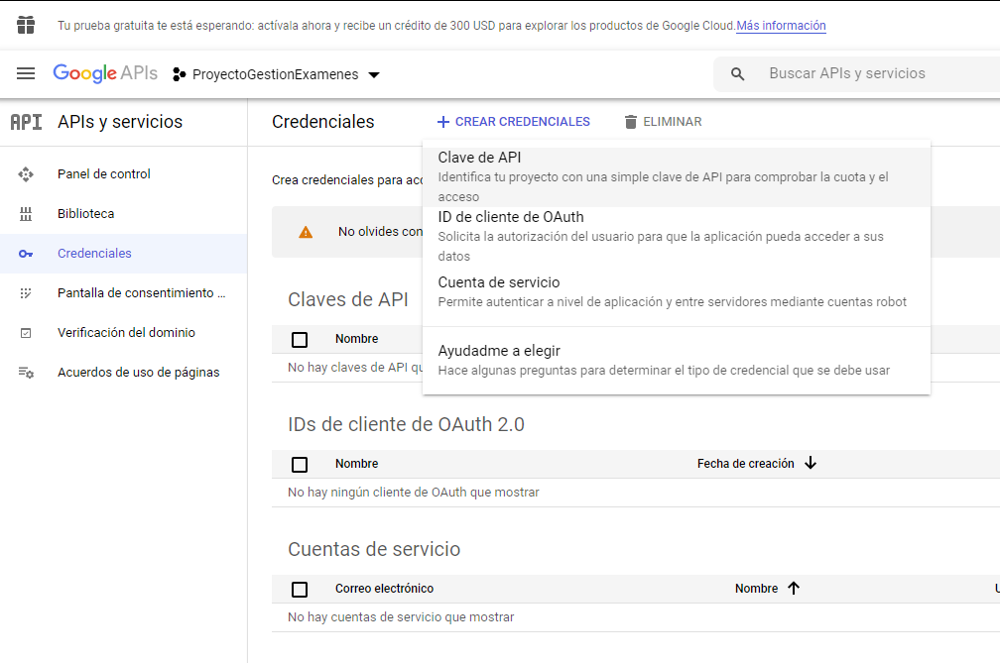 Tu prueba gratuita te está esperando: actívala ahora y recibe un crédito de 300 USD para explorar los productos de Google Cloud. Más información
Google APIs
ProyectoGestionExamenes
Buscar APIs y servicios
API APIs y servicios
Credenciales
+ CREAR CREDENCIALES
ELIMINAR
Panel de control
Biblioteca
Credenciales
Pantalla de consentimiento ...
Verificación del dominio
Acuerdos de uso de páginas
Crea credenciales para
No olvides
Clave de API
Identifica tu proyecto con una simple clave de API para comprobar la cuota y el
acceso
ID de cliente de OAuth
Solicita la autorización del usuario para que la aplicación pueda acceder a sus
datos
Cuenta de servicio
Permite autenticar a nivel de aplicación y entre servidores mediante cuentas robot
Ayudadme a elegir
Hace algunas preguntas para determinar el tipo de credencial que se debe usar
Claves de API
Nombre
No hay claves de API
IDs de cliente de OAuth 2.0
Nombre
Fecha de creación
No hay ningún cliente de OAuth que mostrar
Cuentas de servicio
Correo electrónico
Nombre
No hay cuentas de servicio que mostrar